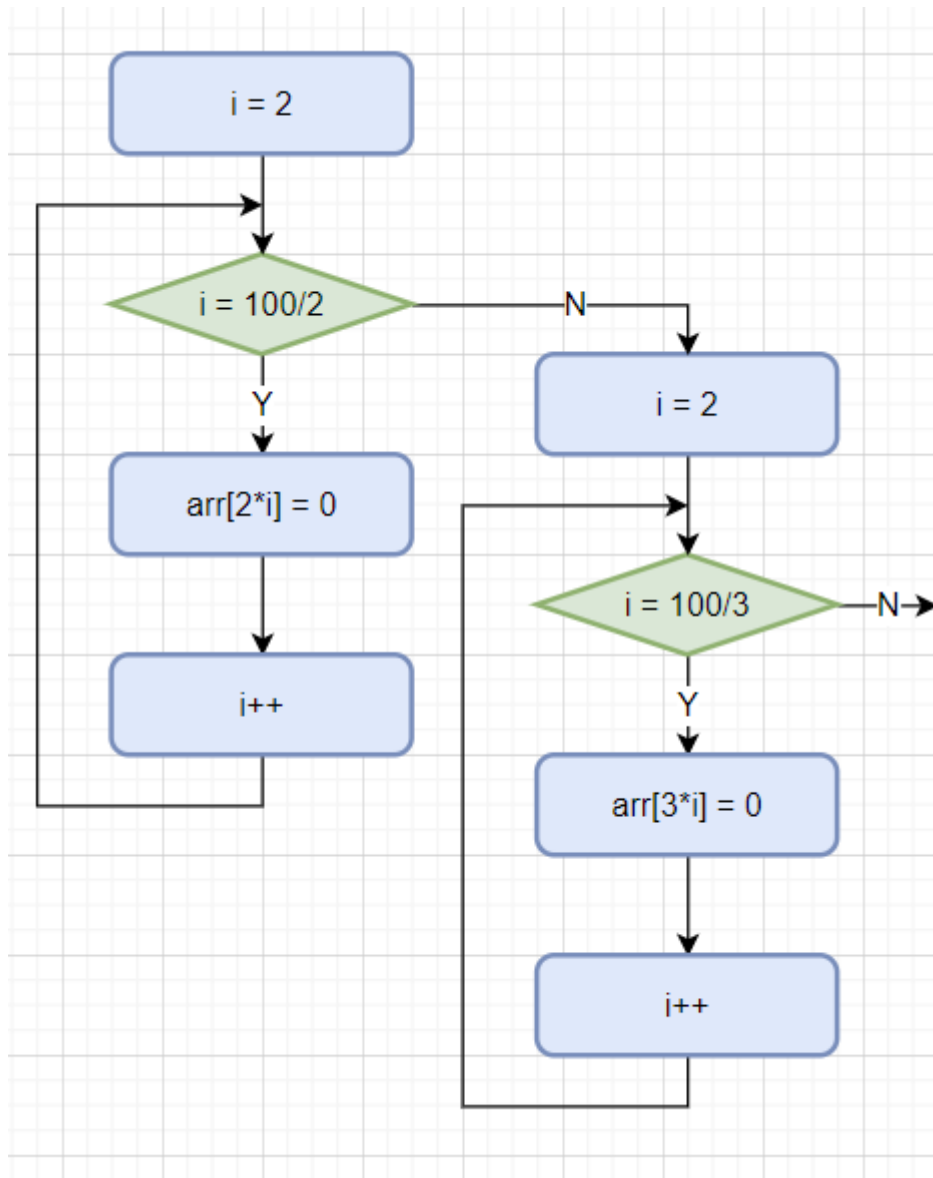 i = 2
i = 100/2
N
Y
arr[2*i] = 0
i++
i = 2
i = 100/3
N
Y
arr[3*i] = 0
i++